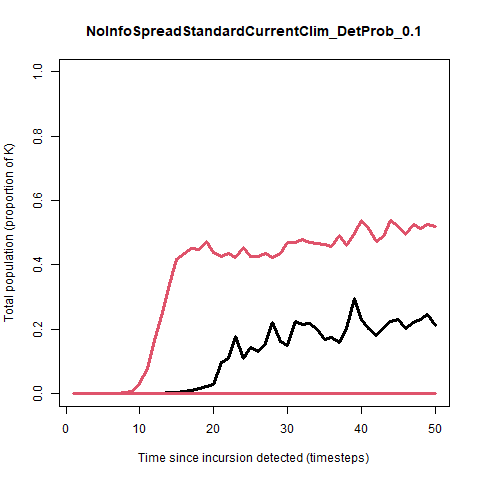 NoInfoSpreadStandardCurrentClim_DetProb_0.1
Total population (proportion of K)
1.0
0.8
0.6
0.4
0.2
0.0
0 10 20 30 40 50
Time since incursion detected (timesteps)